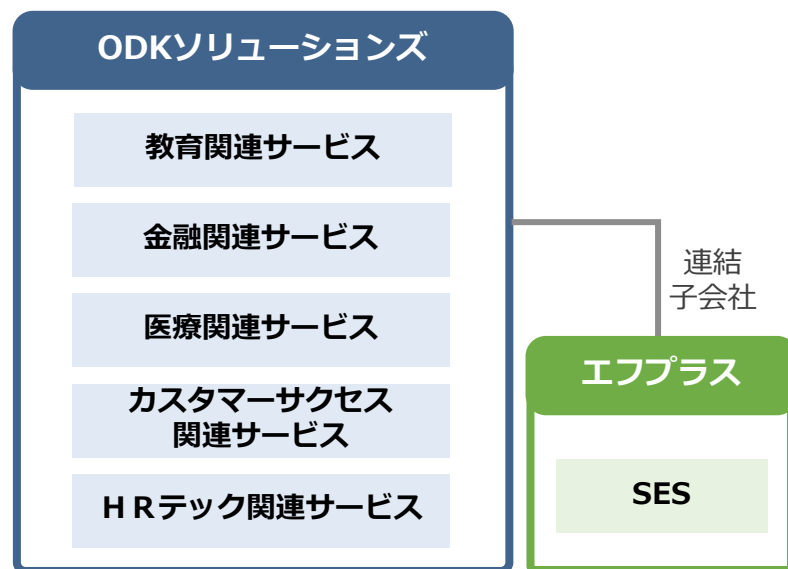 ODKソリューションズ
教育関連サービス
金融関連サービス
医療関連サービス
カスタマーサクセス
関連サービス
ＨＲテック関連サービス
連結
子会社
エフプラス
SES